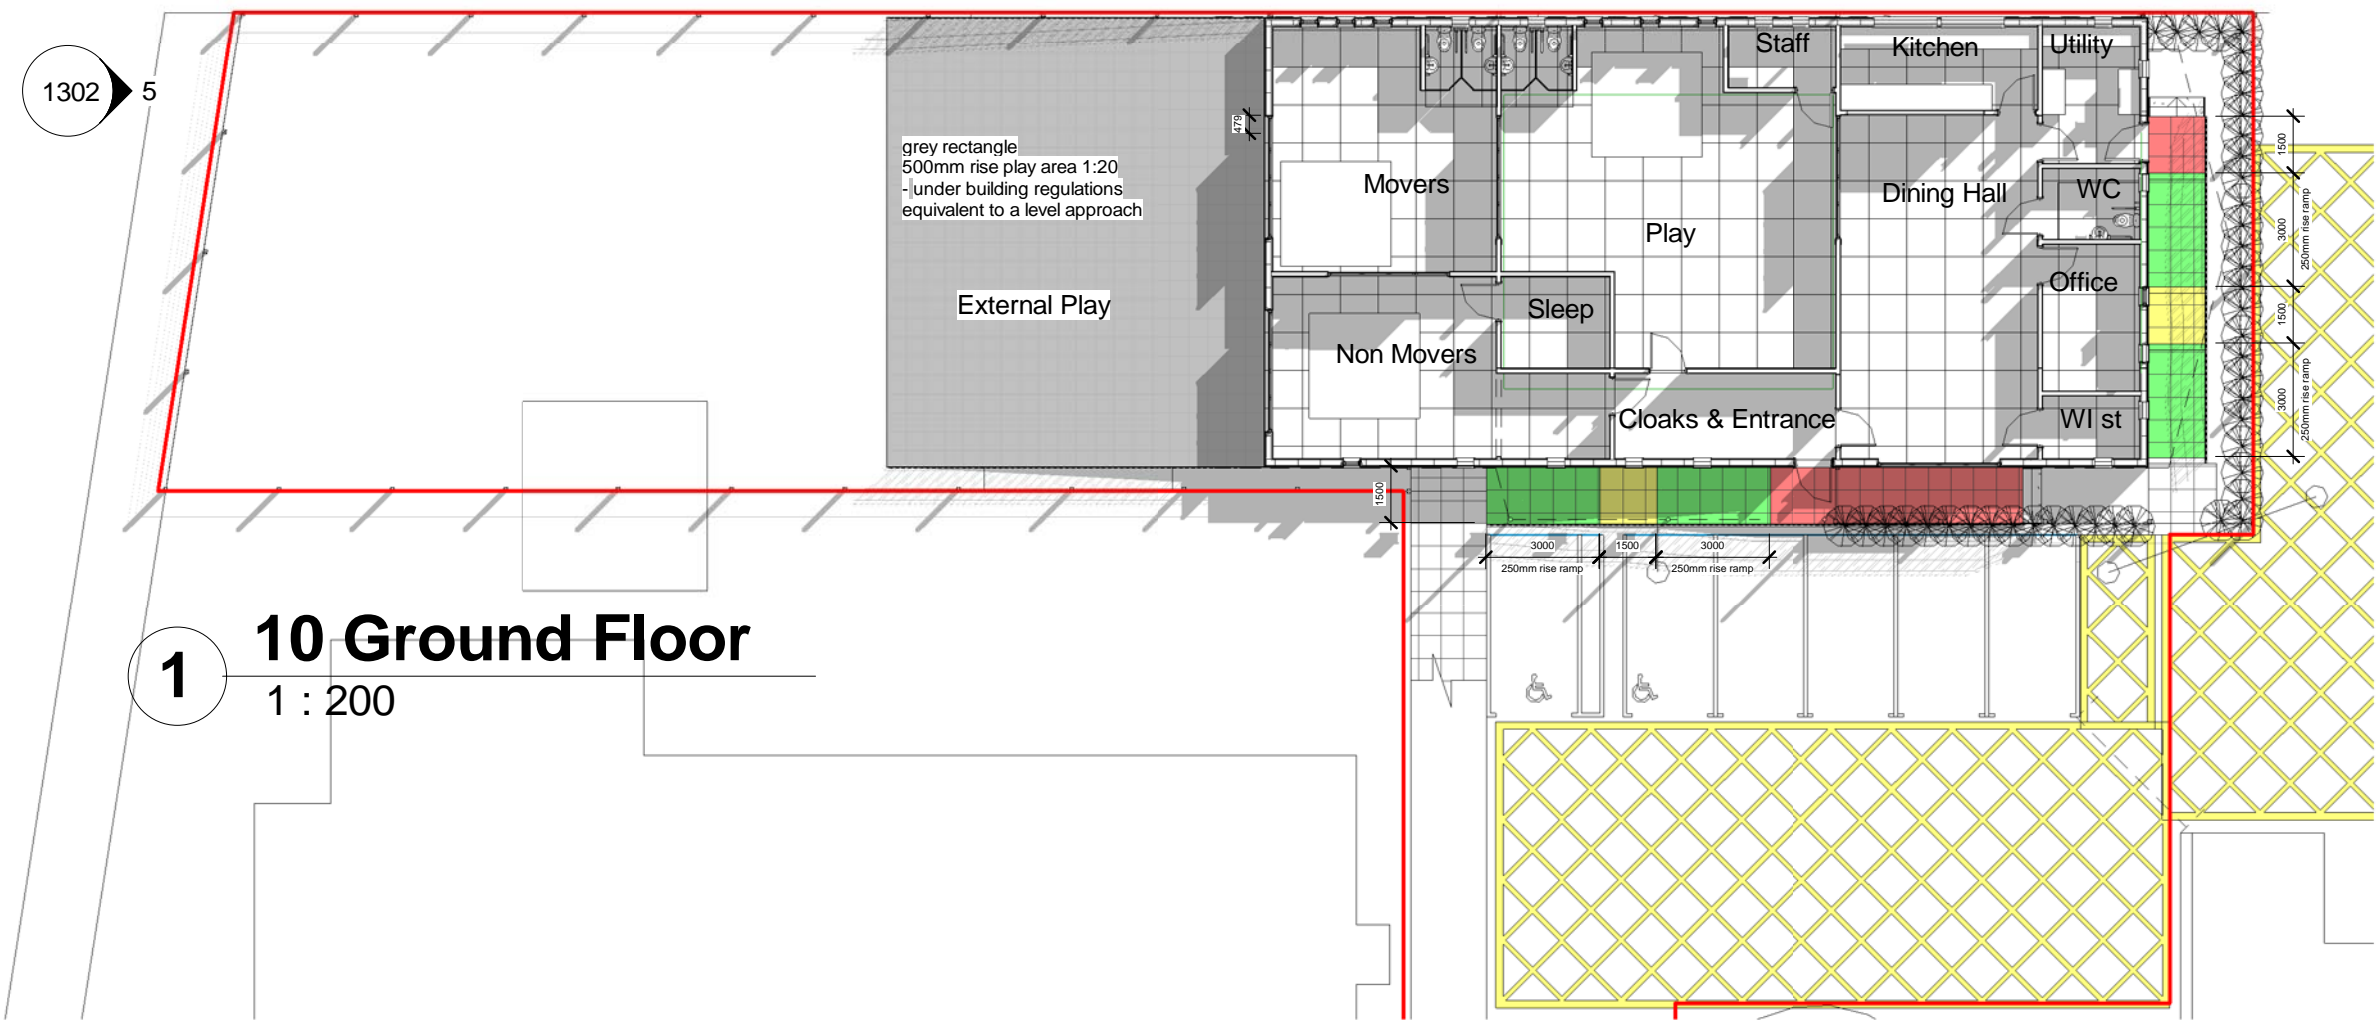 1302
5
grey rectangle
500mm rise play area 1:20
- under building regulations
equivalent to a level approach
External Play
479
Movers
Non Movers
Sleep
Play
Staff
Kitchen
Utility
Dining Hall
WC
Office
WI st
Cloaks & Entrance
1500
3000
250mm rise ramp
1500
3000
250mm rise ramp
1500
3000
250mm rise ramp
1500
3000
250mm rise ramp
1
10 Ground Floor
1 : 200